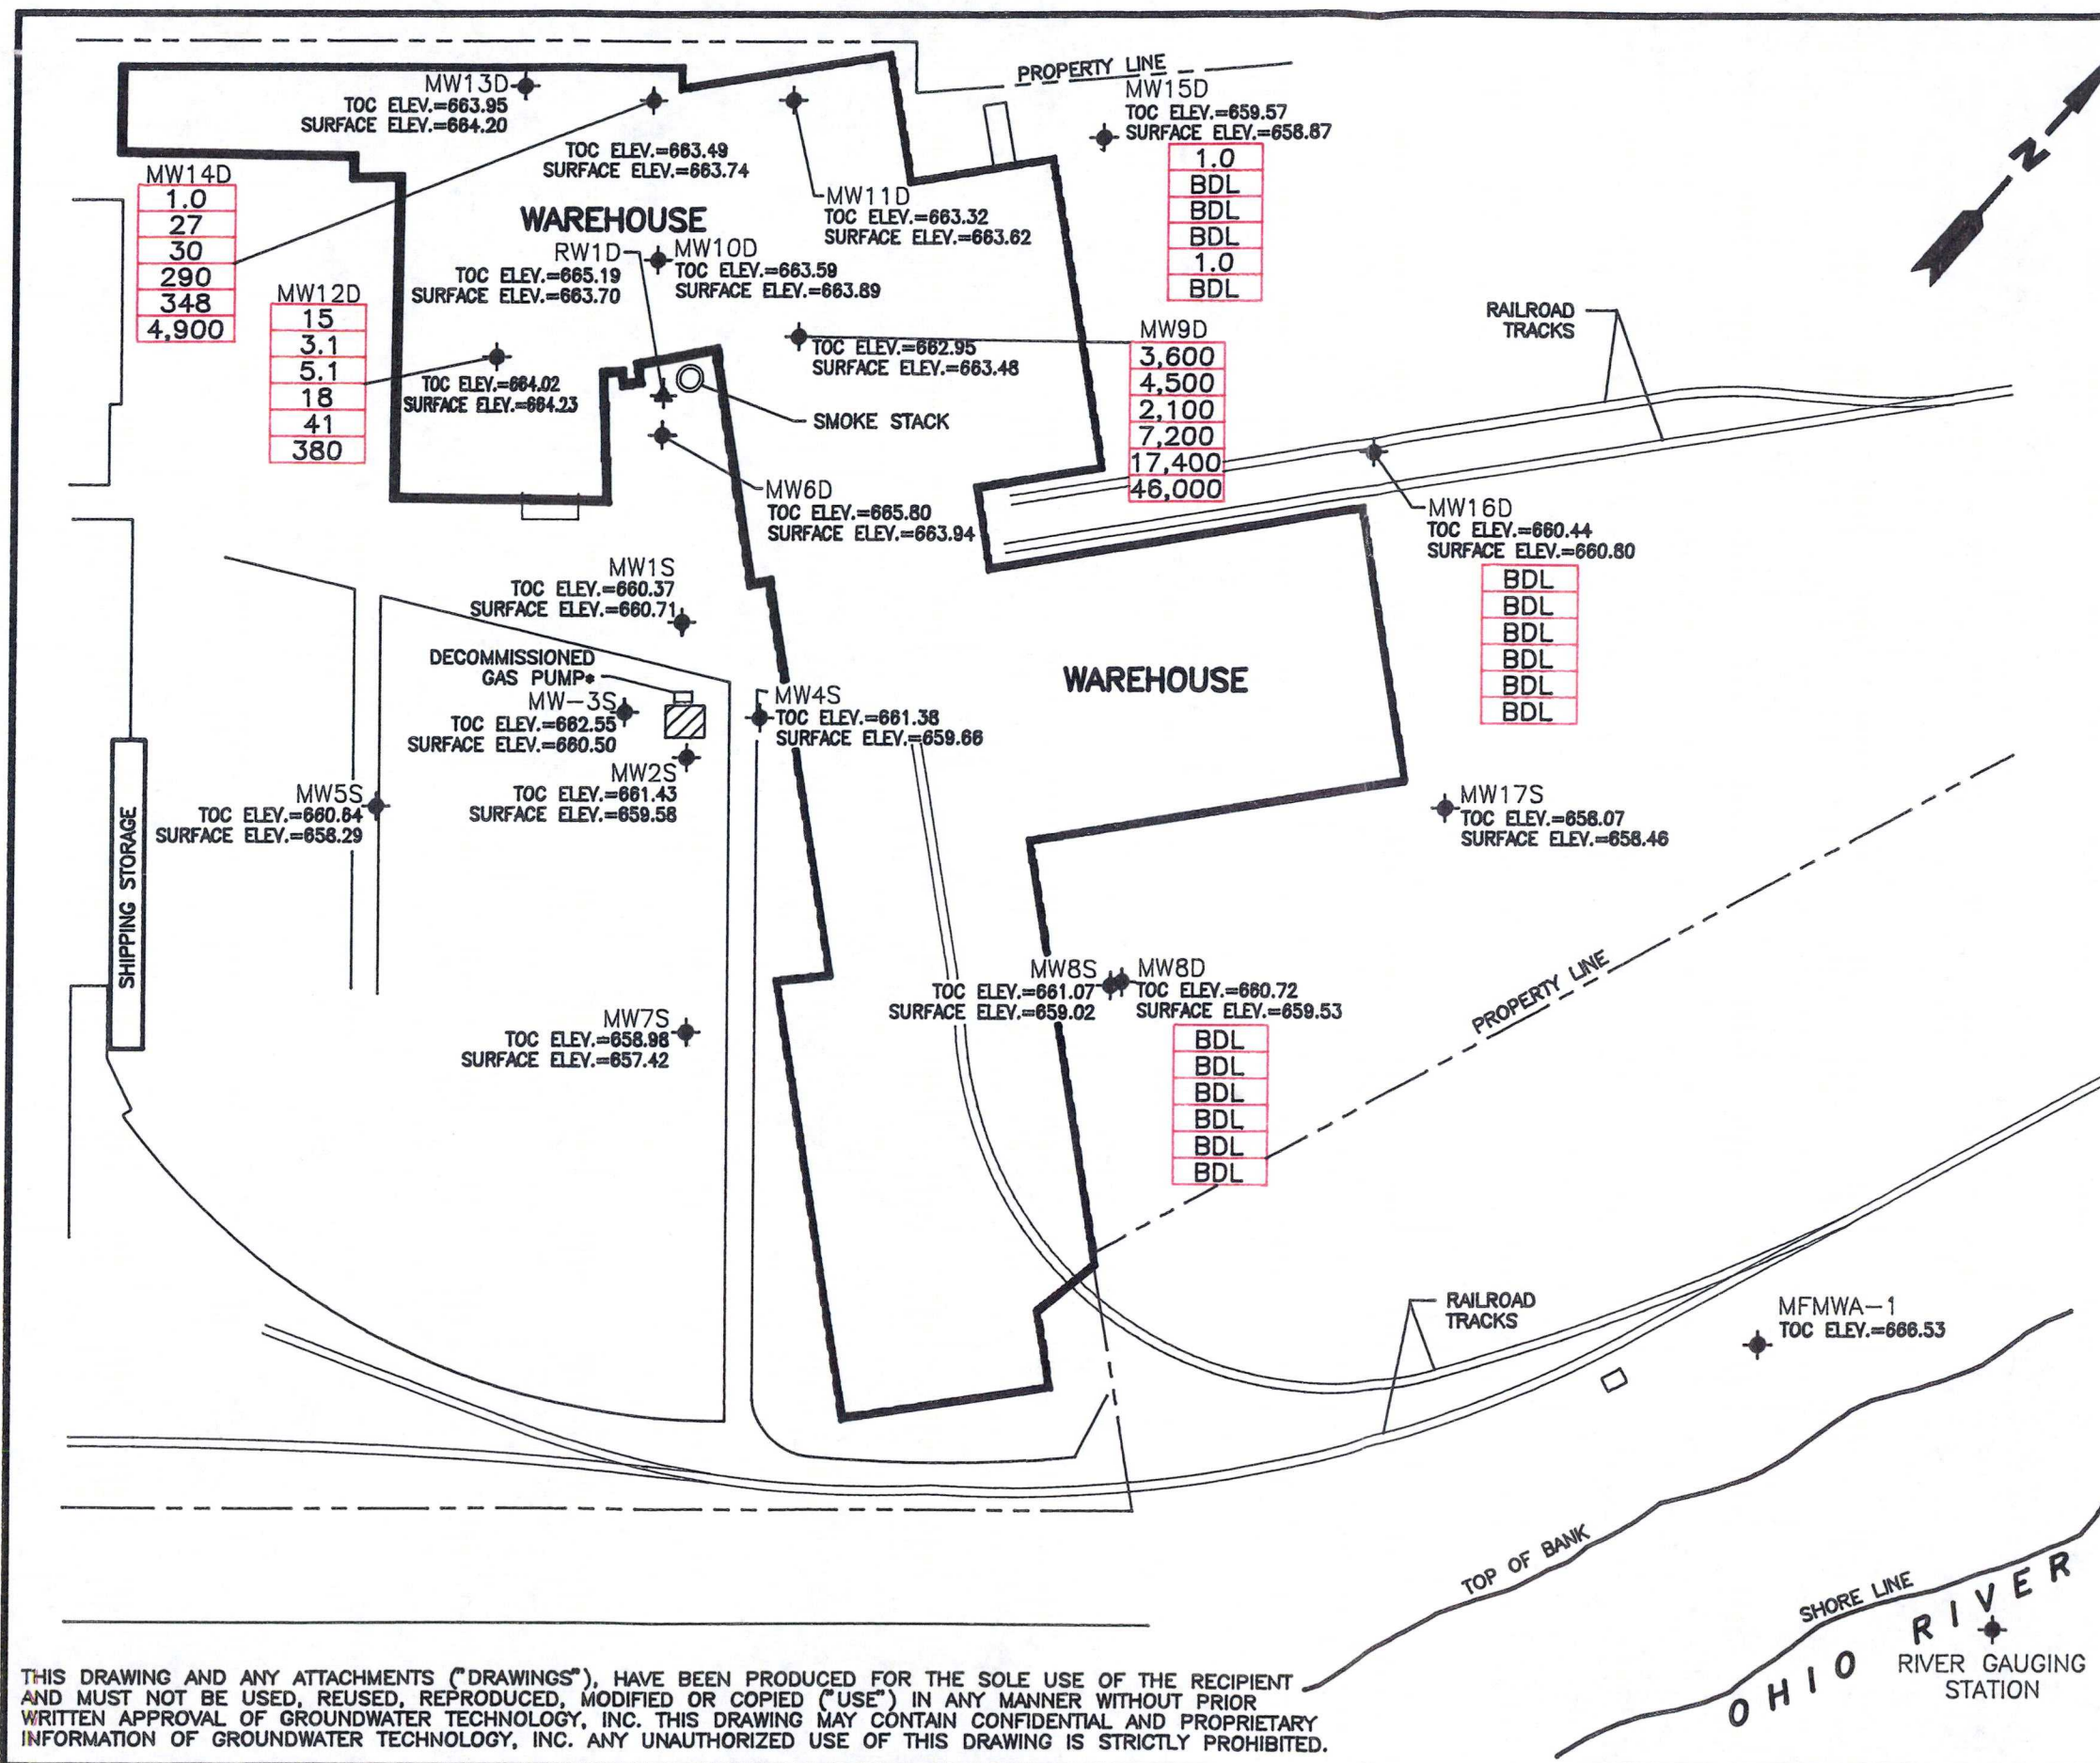 PROPERTY LINE
MW13D
TOC ELEV.=663.95
SURFACE ELEV.=664.20
TOC ELEV.=663.49
SURFACE ELEV.=663.74
MW15D
TOC ELEV.=659.57
SURFACE ELEV.=658.87
1.0
BDL
BDL
BDL
1.0
BDL
N
MW14D
1.0
27
30
290
348
4,900
WAREHOUSE
MW11D
TOC ELEV.=663.32
SURFACE ELEV.=663.62
RW1D
TOC ELEV.=665.19
SURFACE ELEV.=663.70
MW10D
TOC ELEV.=663.59
SURFACE ELEV.=663.89
MW12D
15
3.1
5.1
18
41
380
TOC ELEV.=664.02
SURFACE ELEV.=664.23
TOC ELEV.=662.95
SURFACE ELEV.=663.48
MW9D
3,600
4,500
2,100
7,200
17,400
46,000
RAILROAD
TRACKS
SMOKE STACK
MW6D
TOC ELEV.=665.80
SURFACE ELEV.=663.94
MW16D
TOC ELEV.=660.44
SURFACE ELEV.=660.80
BDL
BDL
BDL
BDL
BDL
BDL
MW1S
TOC ELEV.=660.37
SURFACE ELEV.=660.71
DECOMMISSIONED
GAS PUMP*
MW-3S
TOC ELEV.=662.55
SURFACE ELEV.=660.50
MW4S
TOC ELEV.=661.38
SURFACE ELEV.=659.66
WAREHOUSE
MW2S
TOC ELEV.=661.43
SURFACE ELEV.=659.58
MW5S
TOC ELEV.=660.64
SURFACE ELEV.=658.29
SHIPPING STORAGE
MW17S
TOC ELEV.=658.07
SURFACE ELEV.=658.46
MW8S
TOC ELEV.=661.07
SURFACE ELEV.=659.02
MW8D
TOC ELEV.=660.72
SURFACE ELEV.=659.53
BDL
BDL
BDL
BDL
BDL
BDL
PROPERTY LINE
MW7S
TOC ELEV.=658.98
SURFACE ELEV.=657.42
RAILROAD
TRACKS
MFMWA-1
TOC ELEV.=666.53
TOP OF BANK
SHORE LINE
OHIO RIVER
RIVER GAUGING
STATION
THIS DRAWING AND ANY ATTACHMENTS ("DRAWINGS"), HAVE BEEN PRODUCED FOR THE SOLE USE OF THE RECIPIENT
AND MUST NOT BE USED, REUSED, REPRODUCED, MODIFIED OR COPIED ("USE") IN ANY MANNER WITHOUT PRIOR
WRITTEN APPROVAL OF GROUNDWATER TECHNOLOGY, INC. THIS DRAWING MAY CONTAIN CONFIDENTIAL AND PROPRIETARY
INFORMATION OF GROUNDWATER TECHNOLOGY, INC. ANY UNAUTHORIZED USE OF THIS DRAWING IS STRICTLY PROHIBITED.